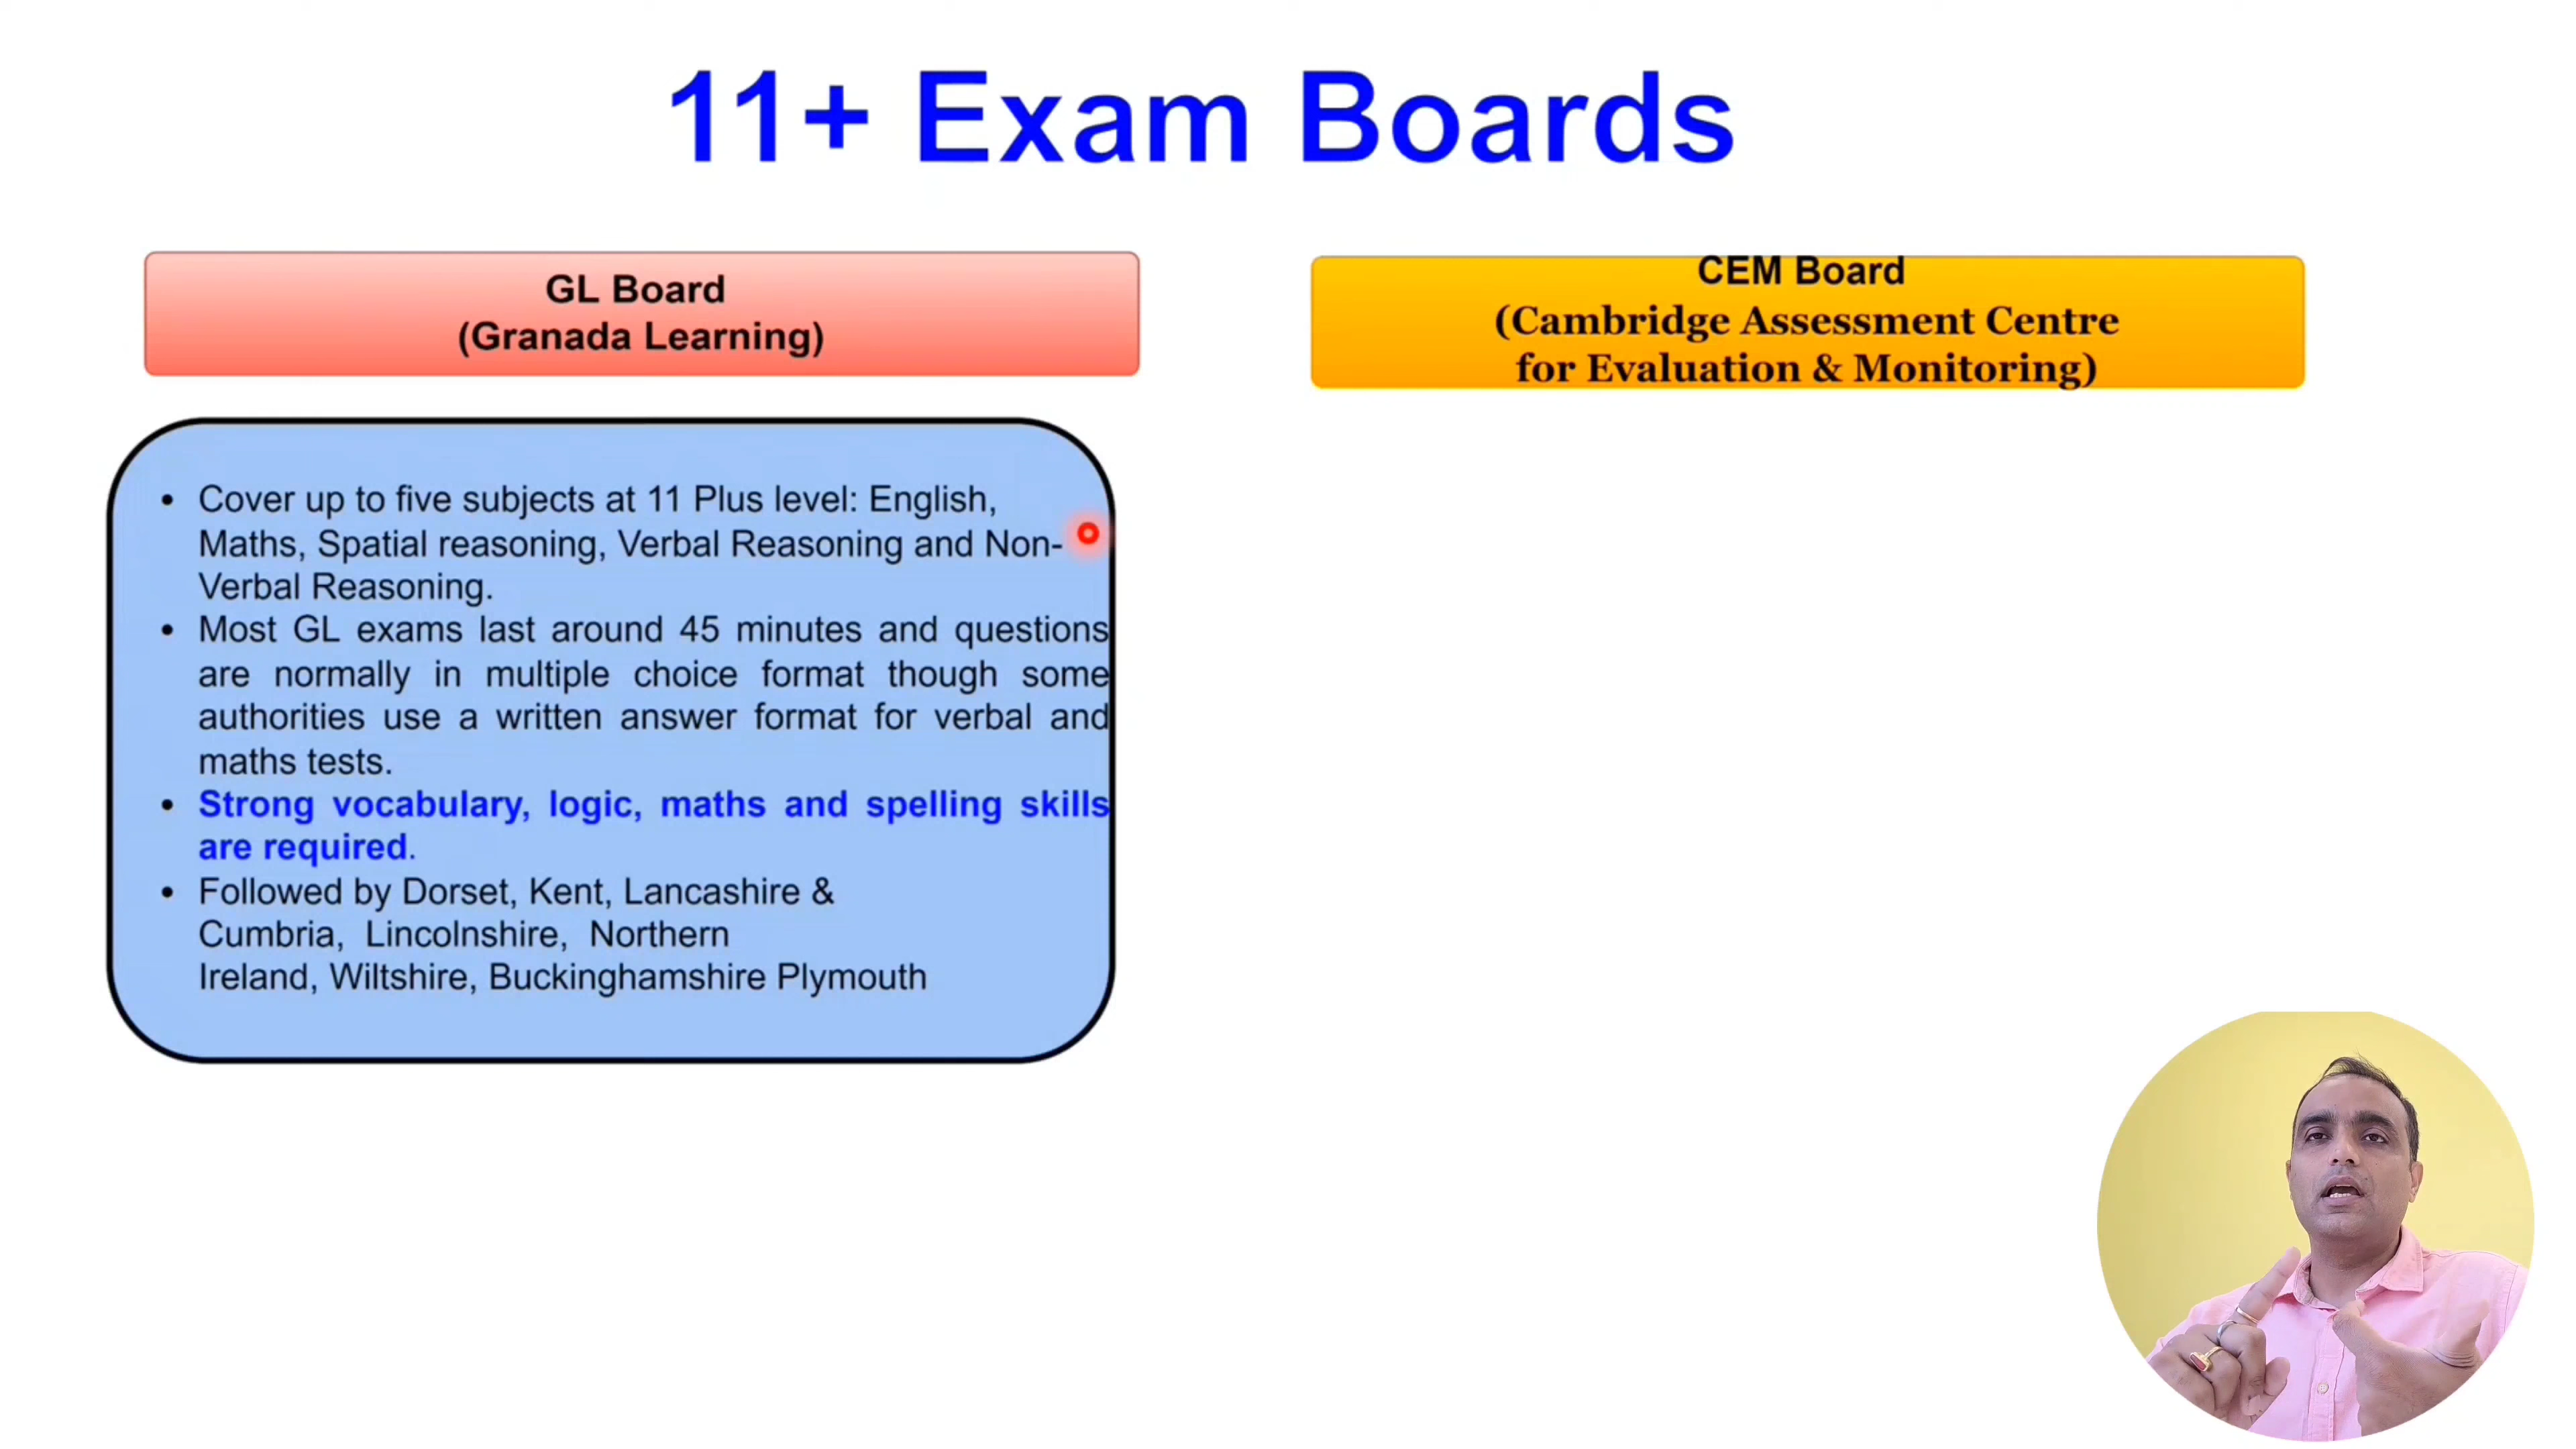 11+ Exam Boards
GL Board
(Granada Learning)
CEM Board
(Cambridge Assessment Centre
for Evaluation & Monitoring)
• Cover up to five subjects at 11 Plus level: English,
Maths, Spatial reasoning, Verbal Reasoning and Non-
Verbal Reasoning.
• Most GL exams last around 45 minutes and questions
are normally in multiple choice format though some
authorities use a written answer format for verbal and
maths tests.
• Strong vocabulary, logic, maths and spelling skills
are required.
• Followed by Dorset, Kent, Lancashire &
Cumbria, Lincolnshire, Northern
Ireland, Wiltshire, Buckinghamshire Plymouth